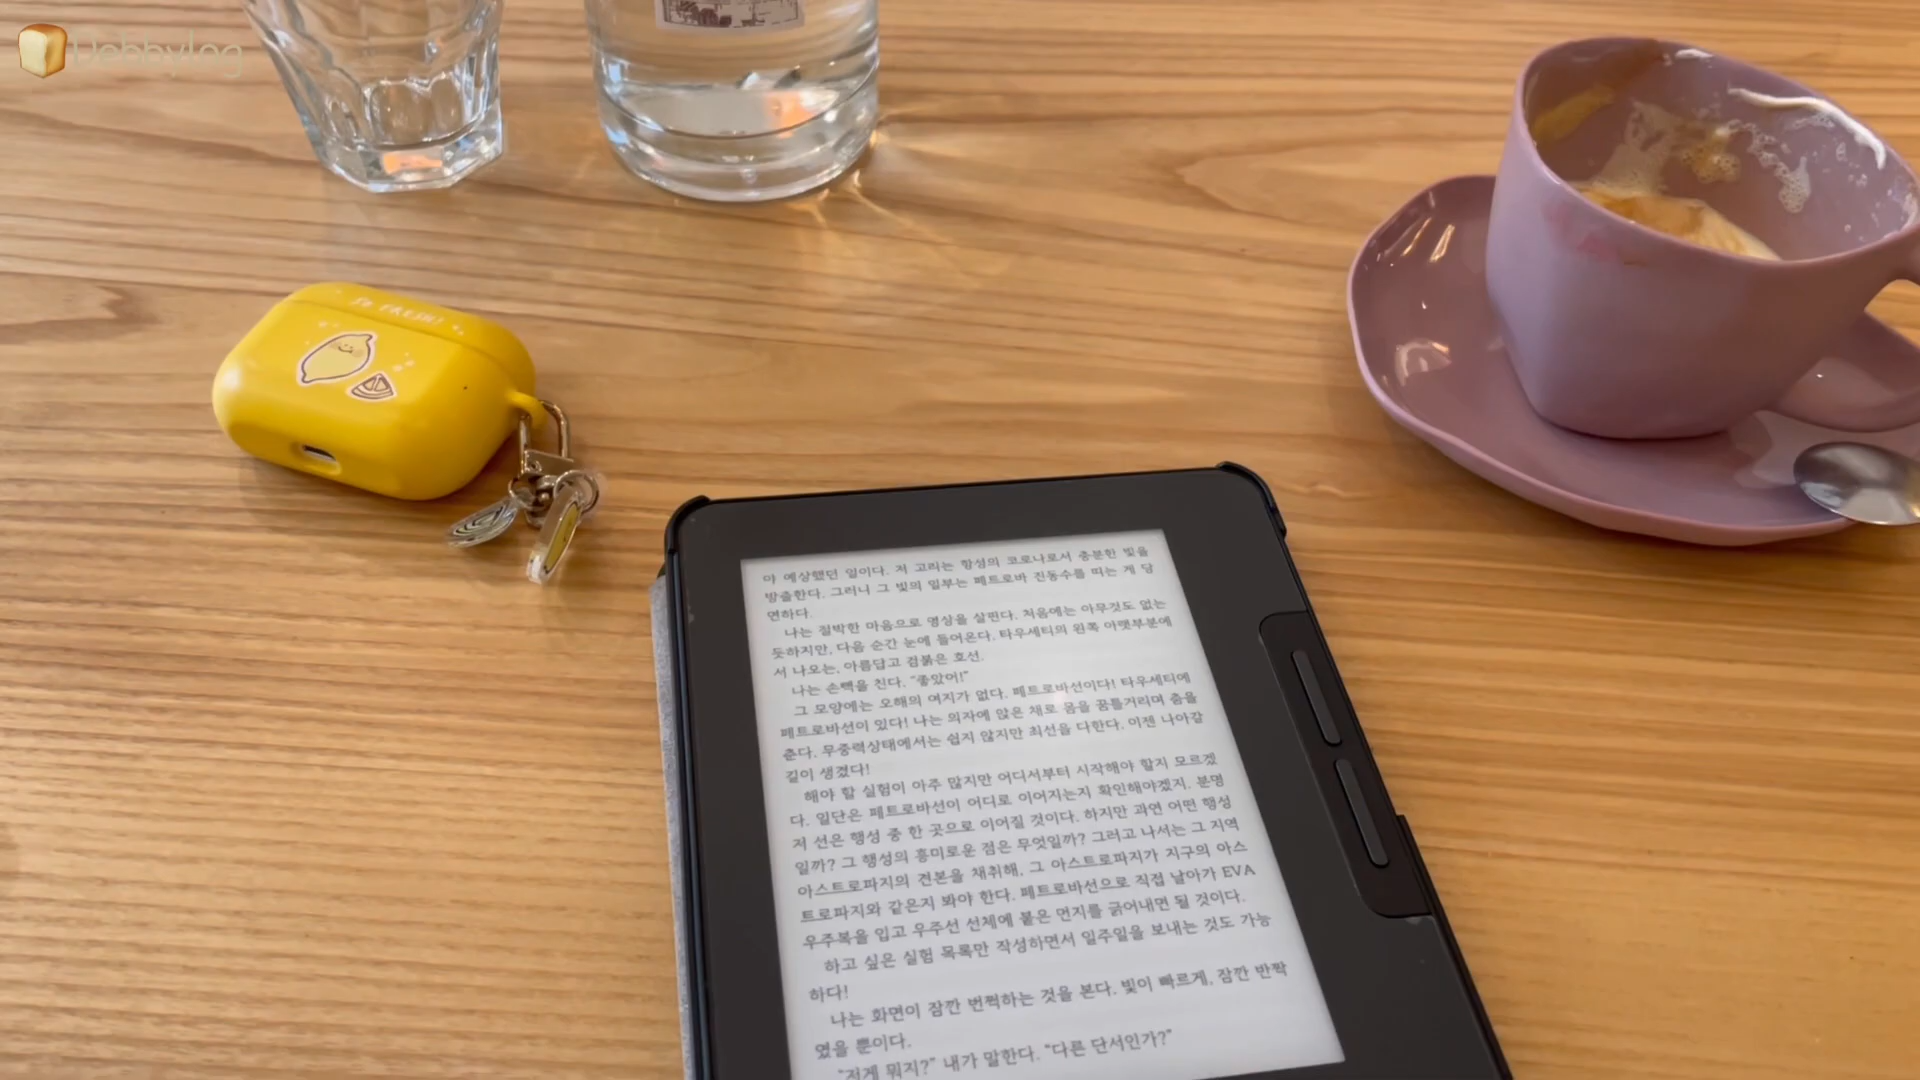 Debbylog
SO FRESH!
야 예상했던 일이다. 저 고리는 항성의 코로나로서 충분한 빛을
방출한다. 그러니 그 빛의 일부는 페트로바 진동수를 띠는 게 당
연하다.
나는 절박한 마음으로 영상을 살핀다. 처음에는 아무것도 없는
듯하지만, 다음 순간 눈에 들어온다. 타우세티의 왼쪽 아랫부분에
서 나오는, 아름답고 검붉은 호선.
나는 손뼉을 친다. “좋았어!”
그 모양에는 오해의 여지가 없다. 페트로바선이다! 타우세티에
페트로바선이 있다! 나는 의자에 앉은 채로 몸을 꿈틀거리며 춤을
춘다. 무중력상태에서는 쉽지 않지만 최선을 다한다. 이젠 나아갈
길이 생겼다!
해야 할 실험이 아주 많지만 어디서부터 시작해야 할지 모르겠
다. 일단은 페트로바선이 어디로 이어지는지 확인해야겠지. 분명
저 선은 행성 중 한 곳으로 이어질 것이다. 하지만 과연 어떤 행성
일까? 그 행성의 흥미로운 점은 무엇일까? 그러고 나서는 그 지역
아스트로파지의 견본을 채취해, 그 아스트로파지가 지구의 아스
트로파지와 같은지 봐야 한다. 페트로바선으로 직접 날아가 EVA
우주복을 입고 우주선 선체에 붙은 먼지를 긁어내면 될 것이다.
하고 싶은 실험 목록만 작성하면서 일주일을 보내는 것도 가능
하다!
나는 화면이 잠깐 번쩍하는 것을 본다. 빛이 빠르게, 잠깐 반짝
였을 뿐이다.
“저게 뭐지?” 내가 말한다. “다른 단서인가?”